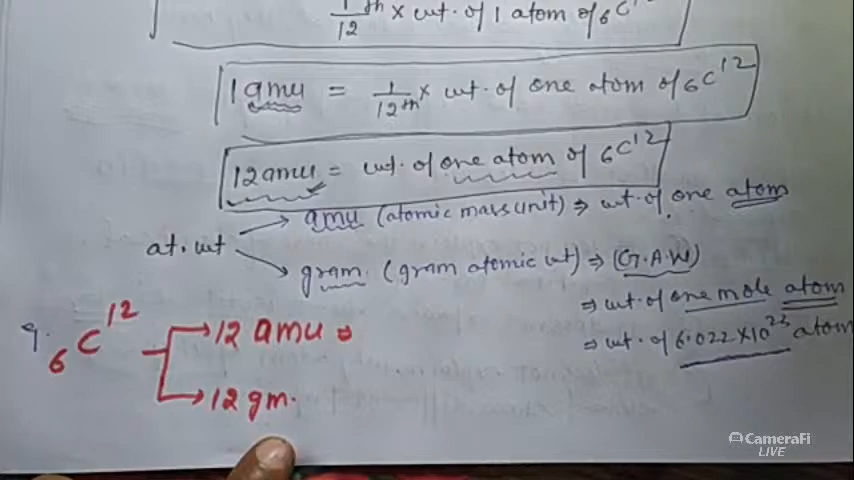 1/12th × wt. of 1 atom of 6C12
1 amu = 1/12th × wt. of one atom of 6C12
12 amu = wt. of one atom of 6C12
at. wt → amu (atomic mass unit) ⇒ wt. of one atom
→ gram (gram atomic wt) ⇒ (G.A.W)
⇒ wt. of one mole atom
⇒ wt. of 6.022×10^23 atom
9. 6C12 → 12 amu ⇒
→ 12 gm.
CameraFi
LIVE